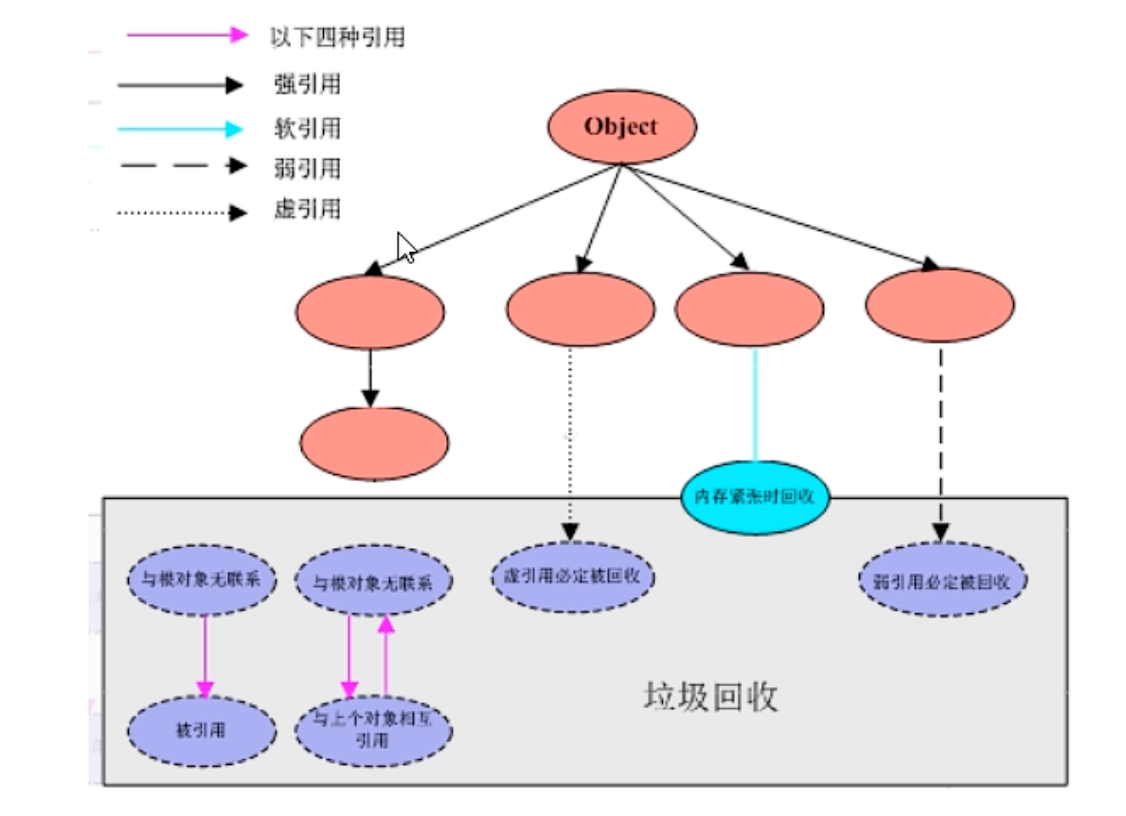 以下四种引用
强引用
软引用
弱引用
虚引用
Object
内存紧张时回收
与根对象无联系
与根对象无联系
虚引用必定被回收
弱引用必定被回收
被引用
与上个对象相互
引用
垃圾回收